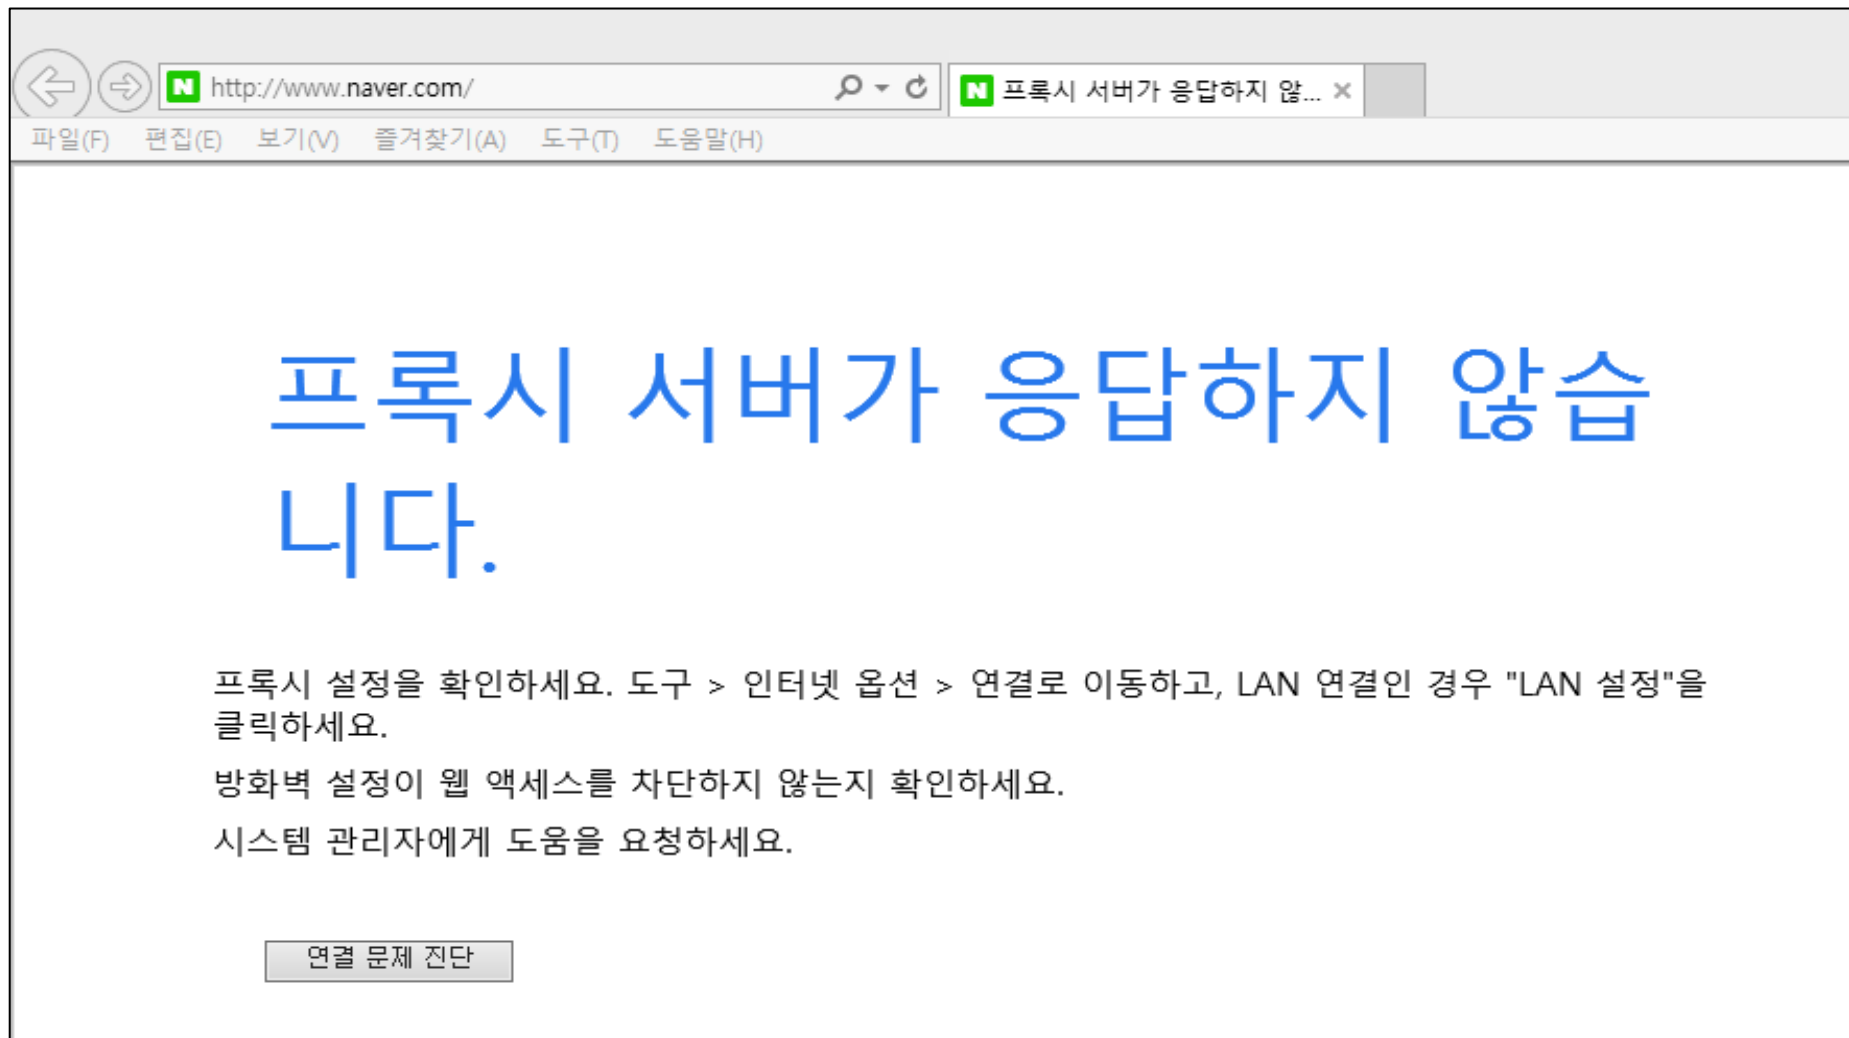 N http://www.naver.com/
N 프록시 서버가 응답하지 않...
파일(F) 편집(E) 보기(V) 즐겨찾기(A) 도구(T) 도움말(H)
프록시 서버가 응답하지 않습
니다.
프록시 설정을 확인하세요. 도구 > 인터넷 옵션 > 연결로 이동하고, LAN 연결인 경우 "LAN 설정"을
클릭하세요.
방화벽 설정이 웹 액세스를 차단하지 않는지 확인하세요.
시스템 관리자에게 도움을 요청하세요.
연결 문제 진단